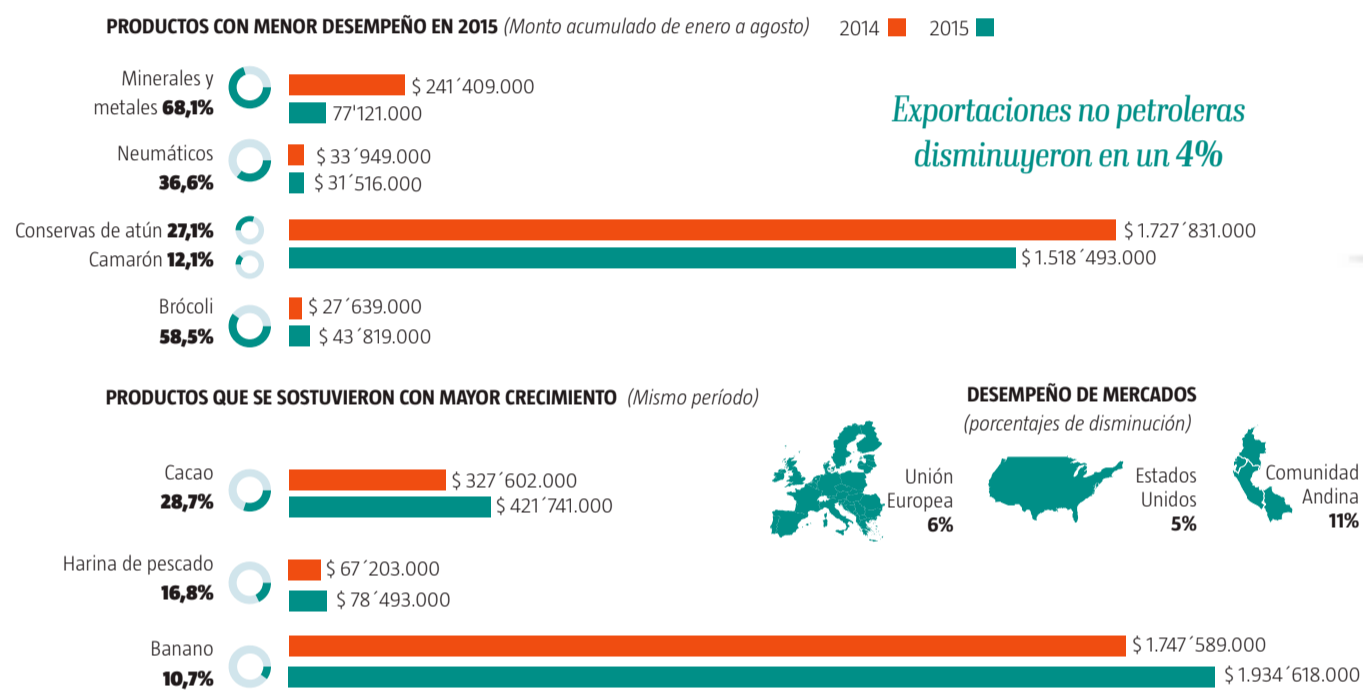 PRODUCTOS CON MENOR DESEMPEÑO EN 2015 (Monto acumulado de enero a agosto) 2014 2015
Minerales y
metales 68,1%
$ 241´409.000
77'121.000
Exportaciones no petroleras
disminuyeron en un 4%
Neumáticos
36,6%
$ 33´949.000
$ 31´516.000
Conservas de atún 27,1%
Camarón 12,1%
$ 1.727´831.000
$ 1.518´493.000
Brócoli
58,5%
$ 27´639.000
$ 43´819.000
PRODUCTOS QUE SE SOSTUVIERON CON MAYOR CRECIMIENTO (Mismo período)
Cacao
28,7%
$ 327´602.000
$ 421´741.000
Harina de pescado
16,8%
$ 67´203.000
$ 78´493.000
Banano
10,7%
$ 1.747´589.000
$ 1.934´618.000
DESEMPEÑO DE MERCADOS
(porcentajes de disminución)
Unión
Europea
6%
Estados
Unidos
5%
Comunidad
Andina
11%